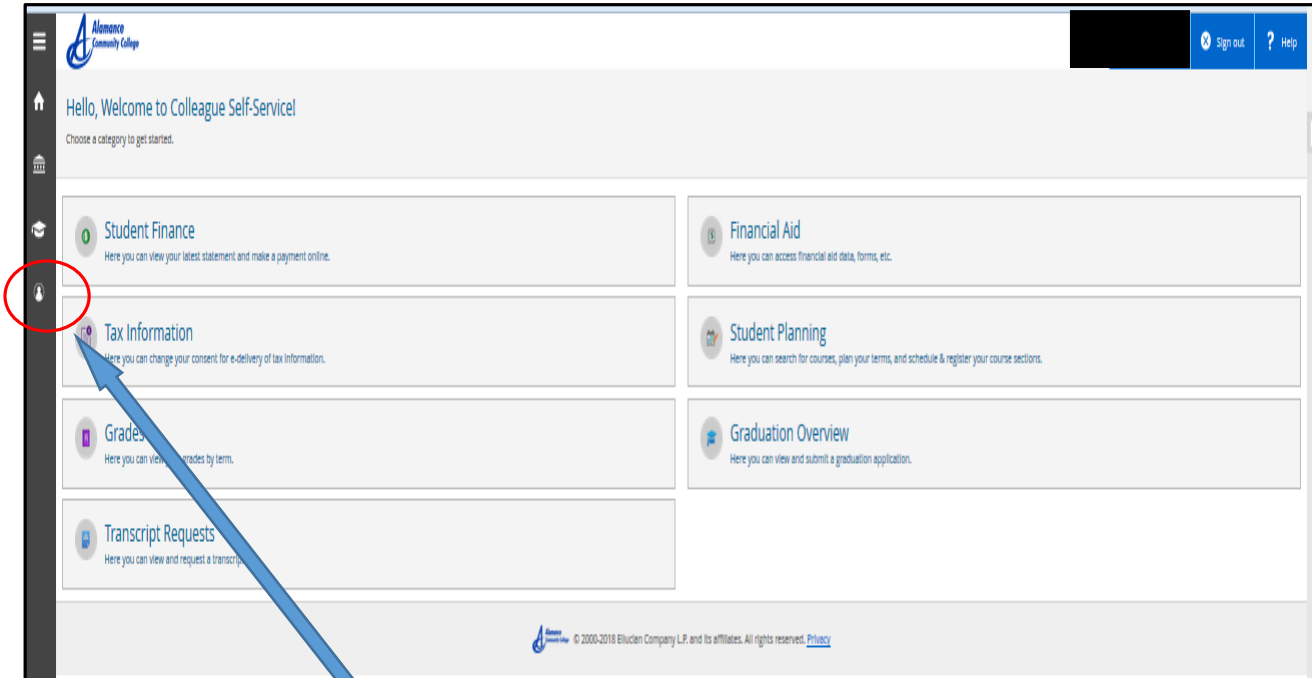 Alamance
Community College
Sign out
? Help
Hello, Welcome to Colleague Self-Service!
Choose a category to get started.
Student Finance
Here you can view your latest statement and make a payment online.
Financial Aid
Here you can access financial aid data, forms, etc.
Tax Information
Here you can change your consent for e-delivery of tax information.
Student Planning
Here you can search for courses, plan your terms, and schedule & register your course sections.
Grades
Here you can view grades by term.
Graduation Overview
Here you can view and submit a graduation application.
Transcript Requests
Here you can view and request a transcrip
Alamance
Community College
© 2000-2018 Ellucian Company L.P. and its affiliates. All rights reserved. Privacy